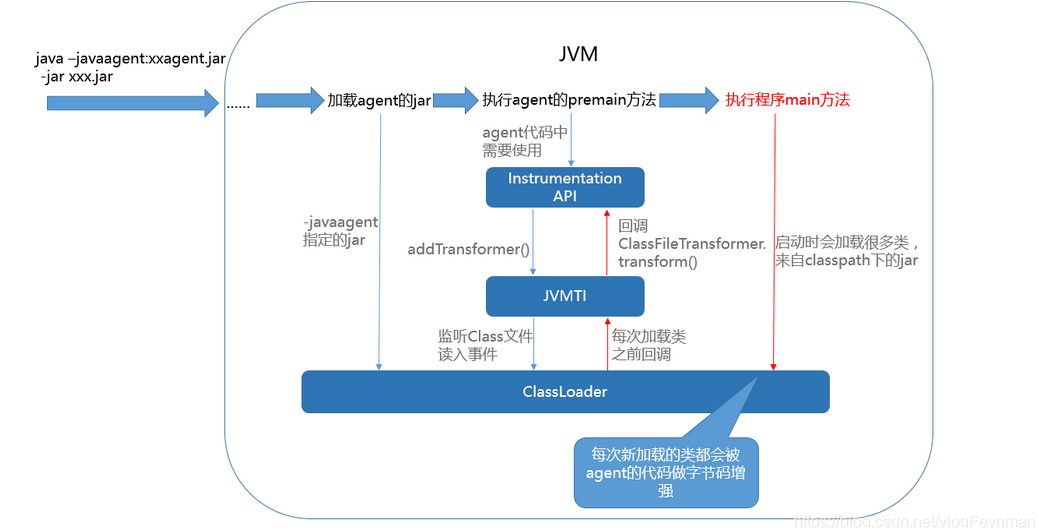 JVM
java –javaagent:xxagent.jar
-jar xxx.jar
......
加载agent的jar
执行agent的premain方法
执行程序main方法
agent代码中
需要使用
Instrumentation
API
-javaagent
指定的jar
addTransformer()
回调
ClassFileTransformer.
transform()
启动时会加载很多类，
来自classpath下的jar
JVMTI
监听Class文件
读入事件
每次加载类
之前回调
ClassLoader
每次新加载的类都会被
agent的代码做字节码增
强
https://blog.csdn.net/vlogFeynman